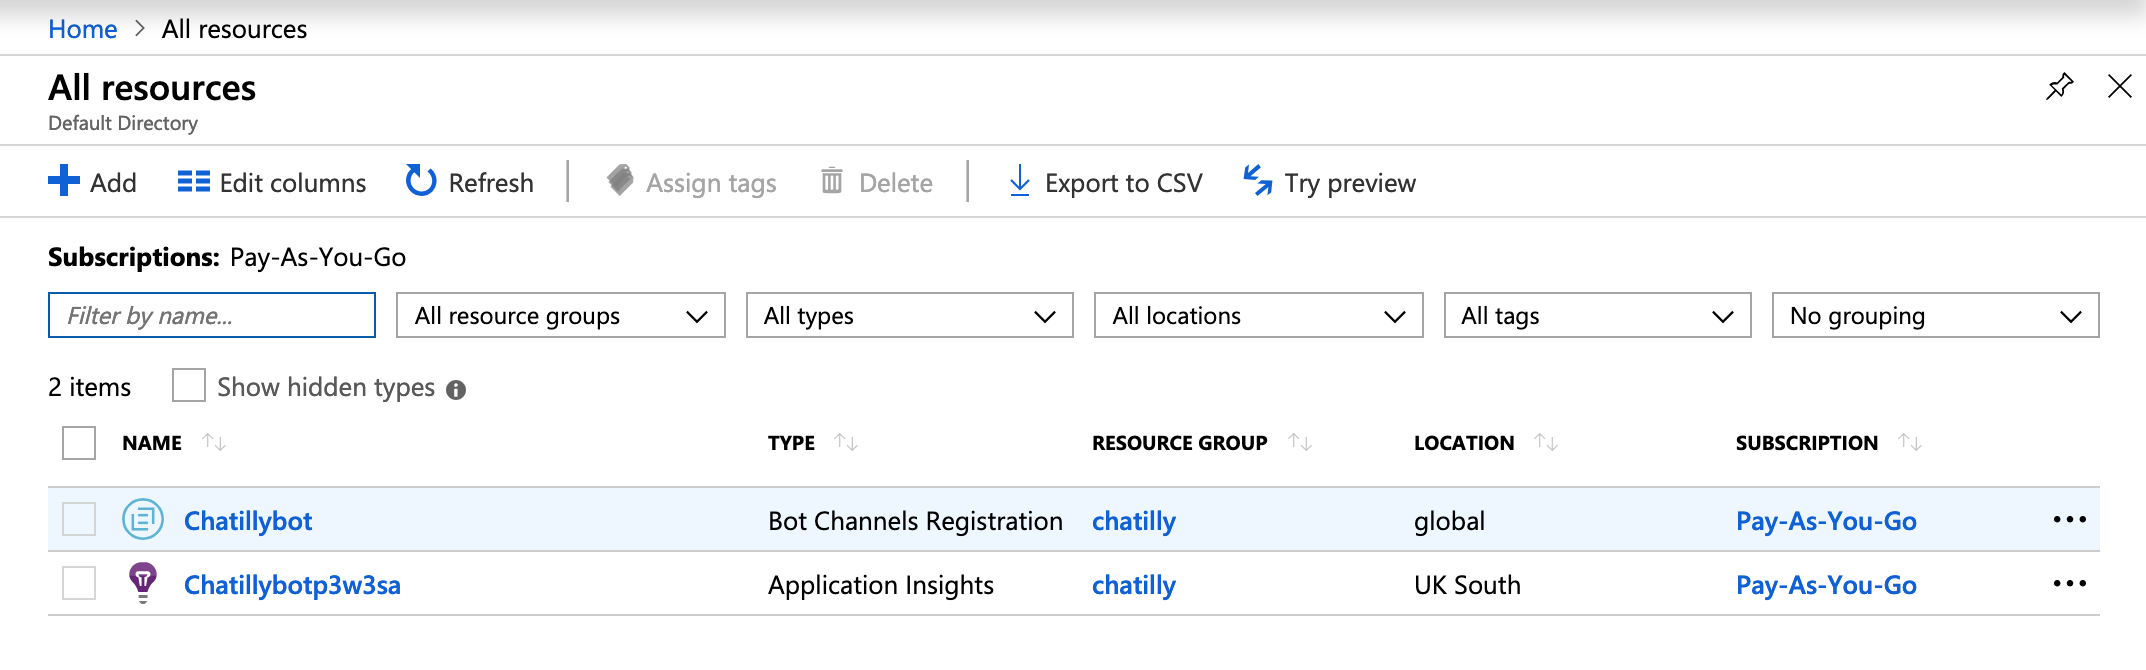 Home > All resources
All resources
Default Directory
Add Edit columns Refresh Assign tags Delete Export to CSV Try preview
Subscriptions: Pay-As-You-Go
Filter by name... All resource groups All types All locations All tags No grouping
2 items Show hidden types
NAME TYPE RESOURCE GROUP LOCATION SUBSCRIPTION
Chatillybot Bot Channels Registration chatilly global Pay-As-You-Go
Chatillybotp3w3sa Application Insights chatilly UK South Pay-As-You-Go